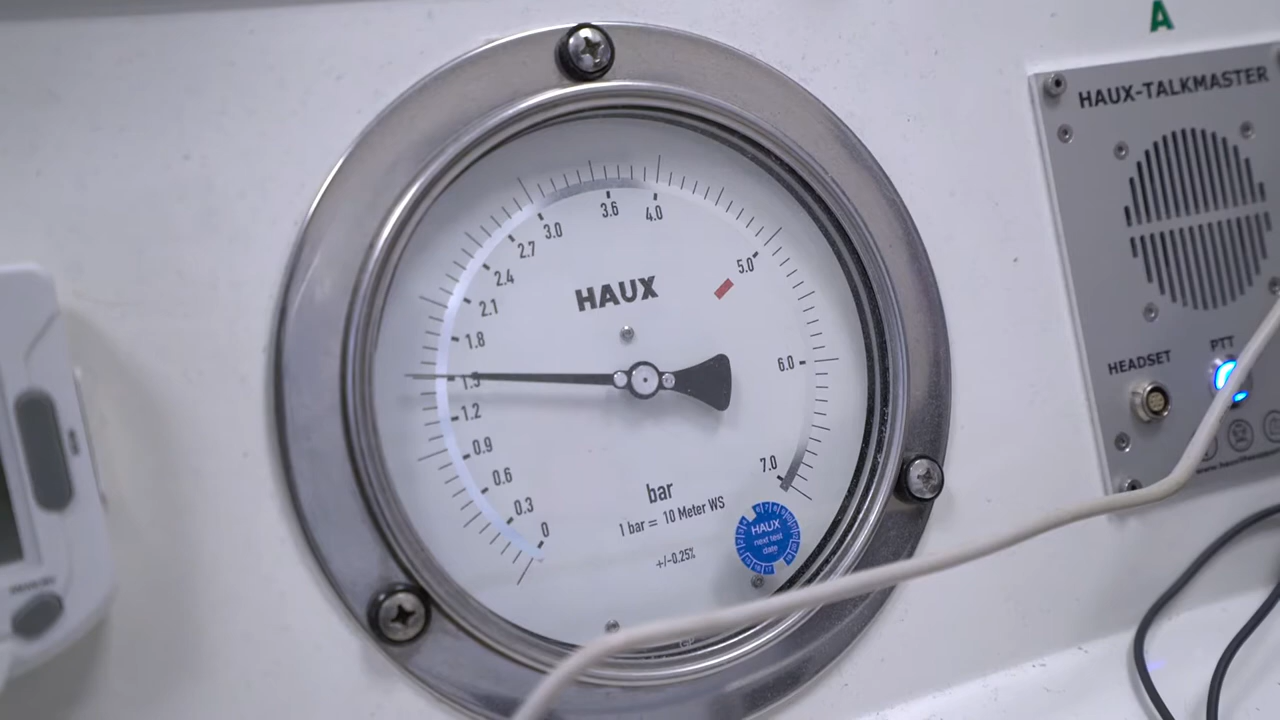 A
HAUX-TALKMASTER
HEADSET
PTT
HAUX
0
0.3
0.6
0.9
1.2
1.5
1.8
2.1
2.4
2.7
3.0
3.6
4.0
5.0
6.0
7.0
bar
1 bar = 10 Meter WS
+/-0.25%
HAUX
next test
date